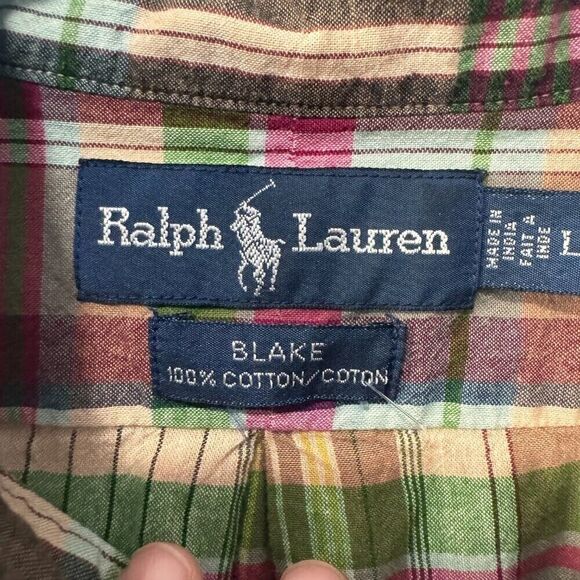 Ralph Lauren
MADE IN
INDIA
FAIT A
INDE
L
BLAKE
100% COTTON/COTON